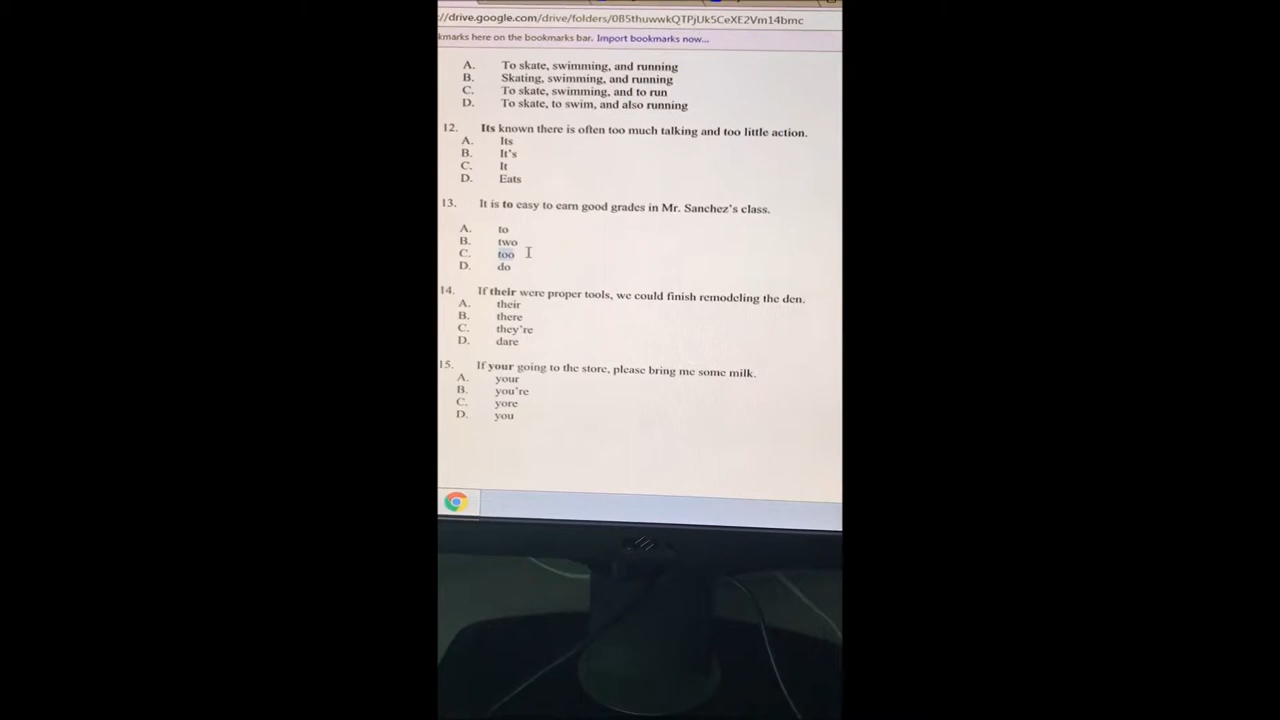 ://drive.google.com/drive/folders/0B5thuwwkQTPjUk5CeXE2Vm14bmc
kmarks here on the bookmarks bar. Import bookmarks now...
A. To skate, swimming, and running
B. Skating, swimming, and running
C. To skate, swimming, and to run
D. To skate, to swim, and also running
12. Its known there is often too much talking and too little action.
A. Its
B. It's
C. It
D. Eats
13. It is to easy to earn good grades in Mr. Sanchez's class.
A. to
B. two
C. too
D. do
14. If their were proper tools, we could finish remodeling the den.
A. their
B. there
C. they're
D. dare
15. If your going to the store, please bring me some milk.
A. your
B. you're
C. yore
D. you